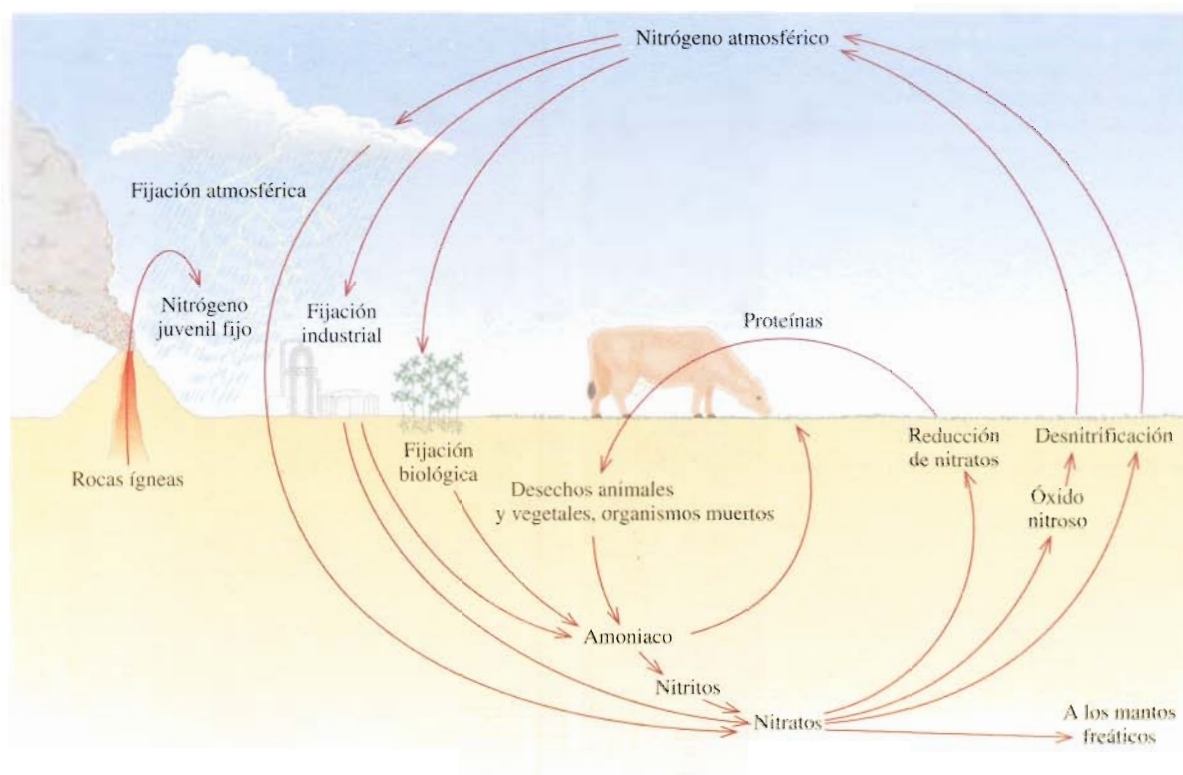 Nitrógeno atmosférico
Fijación atmosférica
Nitrógeno
juvenil fijo
Fijación
industrial
Proteínas
Rocas ígneas
Fijación
biológica
Desechos animales
y vegetales, organismos muertos
Reducción
de nitratos
Desnitrificación
Óxido
nitroso
Amoniaco
Nitritos
Nitratos
A los mantos
freáticos